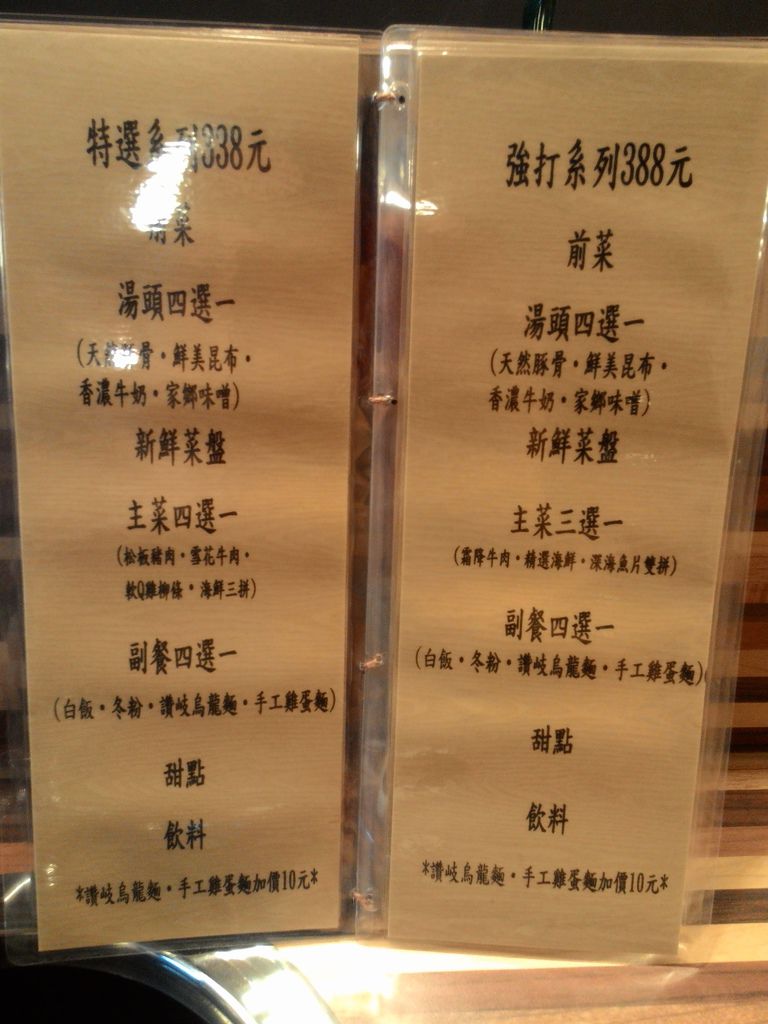 特選系列338元
前菜
湯頭四選一
(天然豚骨·鮮美昆布·
香濃牛奶·家鄉味噌)
新鮮菜盤
主菜四選一
(松板豬肉·雪花牛肉·
軟Q雞柳條·海鮮三拼)
副餐四選一
(白飯·冬粉·讚岐烏龍麵·手工雞蛋麵)
甜點
飲料
*讚岐烏龍麵·手工雞蛋麵加價10元*
強打系列388元
前菜
湯頭四選一
(天然豚骨·鮮美昆布·
香濃牛奶·家鄉味噌)
新鮮菜盤
主菜三選一
(霜降牛肉·精選海鮮·深海魚片雙拼)
副餐四選一
(白飯·冬粉·讚岐烏龍麵·手工雞蛋麵)
甜點
飲料
*讚岐烏龍麵·手工雞蛋麵加價10元*